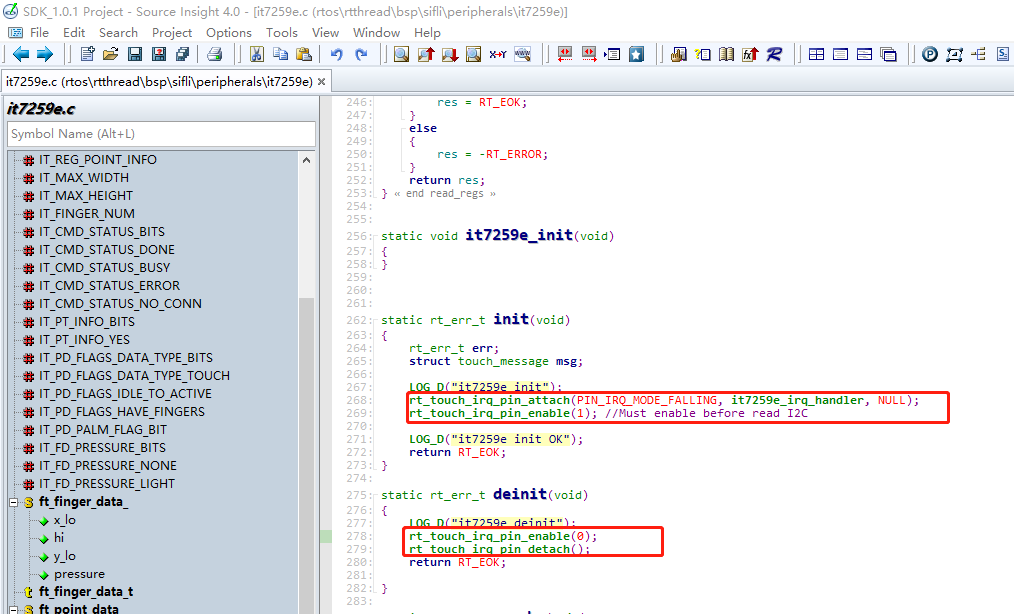 SDK_1.0.1 Project - Source Insight 4.0 - [it7259e.c (rtos\rtthread\bsp\sifli\peripherals\it7259e)]
File Edit Search Project Options Tools View Window Help
it7259e.c (rtos\rtthread\bsp\sifli\peripherals\it7259e)
it7259e.c
Symbol Name (Alt+L)
IT_REG_POINT_INFO
IT_MAX_WIDTH
IT_MAX_HEIGHT
IT_FINGER_NUM
IT_CMD_STATUS_BITS
IT_CMD_STATUS_DONE
IT_CMD_STATUS_BUSY
IT_CMD_STATUS_ERROR
IT_CMD_STATUS_NO_CONN
IT_PT_INFO_BITS
IT_PT_INFO_YES
IT_PD_FLAGS_DATA_TYPE_BITS
IT_PD_FLAGS_DATA_TYPE_TOUCH
IT_PD_FLAGS_IDLE_TO_ACTIVE
IT_PD_FLAGS_HAVE_FINGERS
IT_PD_PALM_FLAG_BIT
IT_FD_PRESSURE_BITS
IT_FD_PRESSURE_NONE
IT_FD_PRESSURE_LIGHT
ft_finger_data_
x_lo
hi
y_lo
pressure
ft_finger_data_t
ft_point_data
246: res = RT_EOK;
247: }
248: else
249: {
250: res = -RT_ERROR;
251: }
252: return res;
253: } « end read_regs »
254:
255:
256: static void it7259e_init(void)
257: {
258: }
259:
260:
261:
262: static rt_err_t init(void)
263: {
264: rt_err_t err;
265: struct touch_message msg;
266:
267: LOG_D("it7259e init");
268: rt_touch_irq_pin_attach(PIN_IRQ_MODE_FALLING, it7259e_irq_handler, NULL);
269: rt_touch_irq_pin_enable(1); //Must enable before read I2C
270:
271: LOG_D("it7259e init OK");
272: return RT_EOK;
273: }
274:
275: static rt_err_t deinit(void)
276: {
277: LOG_D("it7259e deinit");
278: rt_touch_irq_pin_enable(0);
279: rt_touch_irq_pin_detach();
280: return RT_EOK;
281:
282: }
283: